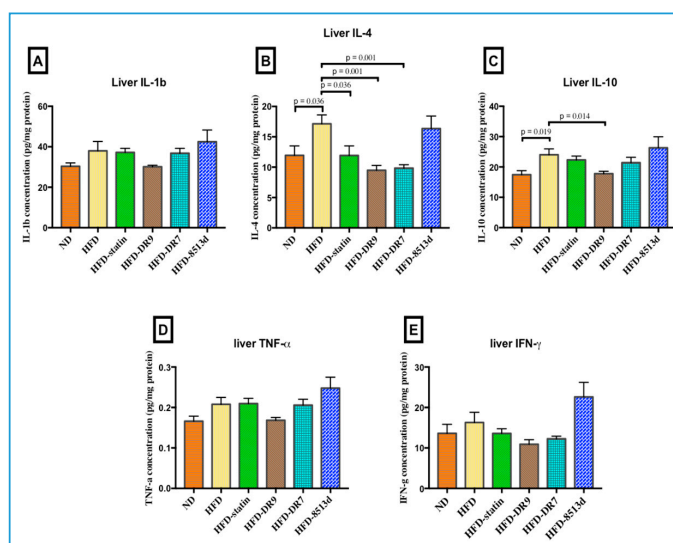 A
Liver IL-1b
IL-1b concentration (pg/mg protein)
60
40
20
0
ND
HFD
HFD-statin
HFD-DR9
HFD-DR7
HFD-8513d
B
Liver IL-4
p = 0.001
p = 0.001
p = 0.036
p = 0.036
IL-4 concentration (pg/mg protein)
20
15
10
5
0
ND
HFD
HFD-statin
HFD-DR9
HFD-DR7
HFD-8513d
C
Liver IL-10
p = 0.014
p = 0.019
IL-10 concentration (pg/mg protein)
40
30
20
10
0
ND
HFD
HFD-statin
HFD-DR9
HFD-DR7
HFD-8513d
D
liver TNF-α
TNF-a concentration (pg/mg protein)
0.3
0.2
0.1
0.0
ND
HFD
HFD-statin
HFD-DR9
HFD-DR7
HFD-8513d
E
liver IFN-γ
IFN-g concentration (pg/mg protein)
30
20
10
0
ND
HFD
HFD-statin
HFD-DR9
HFD-DR7
HFD-8513d